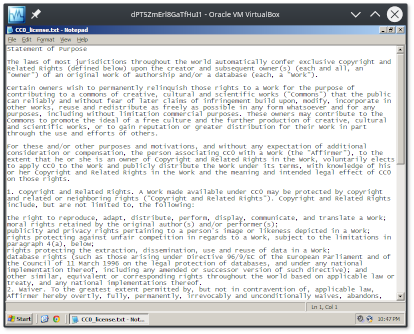 dPT5ZmErl8GaTfHuJ1 - Oracle VM VirtualBox
CC0_license.txt - Notepad
File Edit Format View Help
Statement of Purpose
The laws of most jurisdictions throughout the world automatically confer exclusive Copyright and
Related Rights (defined below) upon the creator and subsequent owner(s) (each and all, an
"owner") of an original work of authorship and/or a database (each, a "Work").
Certain owners wish to permanently relinquish those rights to a Work for the purpose of
contributing to a commons of creative, cultural and scientific works ("Commons") that the public
can reliably and without fear of later claims of infringement build upon, modify, incorporate in
other works, reuse and redistribute as freely as possible in any form whatsoever and for any
purposes, including without limitation commercial purposes. These owners may contribute to the
Commons to promote the ideal of a free culture and the further production of creative, cultural
and scientific works, or to gain reputation or greater distribution for their Work in part
through the use and efforts of others.
For these and/or other purposes and motivations, and without any expectation of additional
consideration or compensation, the person associating CC0 with a Work (the "Affirmer"), to the
extent that he or she is an owner of Copyright and Related Rights in the Work, voluntarily elects
to apply CC0 to the Work and publicly distribute the Work under its terms, with knowledge of his
or her Copyright and Related Rights in the Work and the meaning and intended legal effect of CC0
on those rights.
1. Copyright and Related Rights. A Work made available under CC0 may be protected by copyright
and related or neighboring rights ("Copyright and Related Rights"). Copyright and Related Rights
include, but are not limited to, the following:
the right to reproduce, adapt, distribute, perform, display, communicate, and translate a Work;
moral rights retained by the original author(s) and/or performer(s);
publicity and privacy rights pertaining to a person's image or likeness depicted in a Work;
rights protecting against unfair competition in regards to a Work, subject to the limitations in
paragraph 4(a), below;
rights protecting the extraction, dissemination, use and reuse of data in a Work;
database rights (such as those arising under Directive 96/9/EC of the European Parliament and of
the Council of 11 March 1996 on the legal protection of databases, and under any national
implementation thereof, including any amended or successor version of such directive); and
other similar, equivalent or corresponding rights throughout the world based on applicable law or
treaty, and any national implementations thereof.
2. Waiver. To the greatest extent permitted by, but not in contravention of, applicable law,
Affirmer hereby overtly, fully, permanently, irrevocably and unconditionally waives, abandons,
Ln 1, Col 1
Start
CC0_license.txt - Not...
10:47 PM